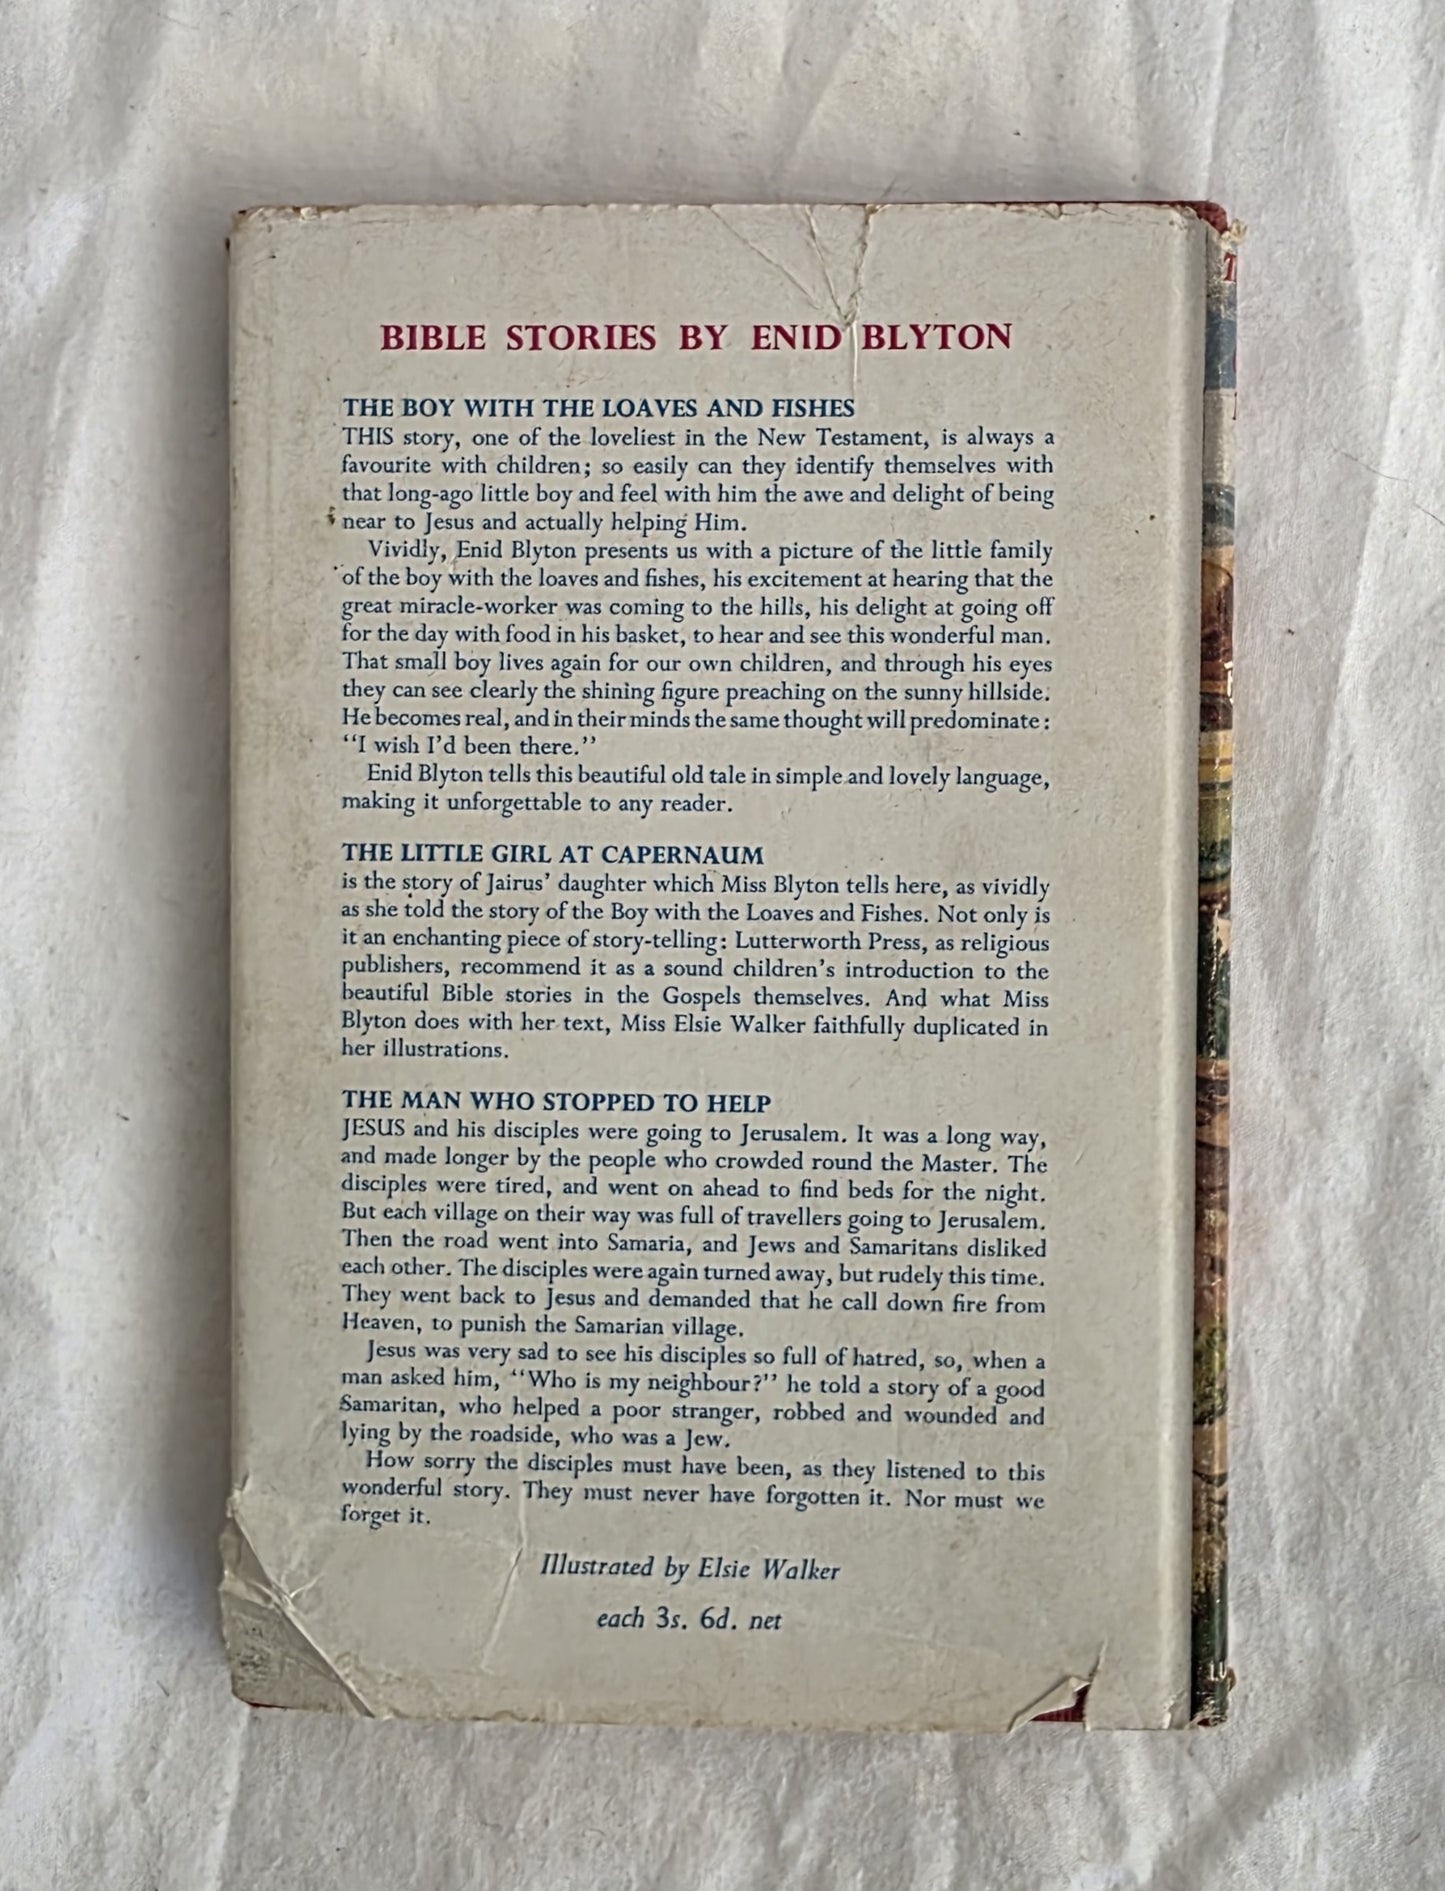 BIBLE STORIES BY ENID BLYTON
THE BOY WITH THE LOAVES AND FISHES
THIS story, one of the loveliest in the New Testament, is always a
favourite with children; so easily can they identify themselves with
that long-ago little boy and feel with him the awe and delight of being
near to Jesus and actually helping Him.
Vividly, Enid Blyton presents us with a picture of the little family
of the boy with the loaves and fishes, his excitement at hearing that the
great miracle-worker was coming to the hills, his delight at going off
for the day with food in his basket, to hear and see this wonderful man.
That small boy lives again for our own children, and through his eyes
they can see clearly the shining figure preaching on the sunny hillside.
He becomes real, and in their minds the same thought will predominate:
"I wish I'd been there."
Enid Blyton tells this beautiful old tale in simple and lovely language,
making it unforgettable to any reader.
THE LITTLE GIRL AT CAPERNAUM
is the story of Jairus' daughter which Miss Blyton tells here, as vividly
as she told the story of the Boy with the Loaves and Fishes. Not only is
it an enchanting piece of story-telling: Lutterworth Press, as religious
publishers, recommend it as a sound children's introduction to the
beautiful Bible stories in the Gospels themselves. And what Miss
Blyton does with her text, Miss Elsie Walker faithfully duplicated in
her illustrations.
THE MAN WHO STOPPED TO HELP
JESUS and his disciples were going to Jerusalem. It was a long way,
and made longer by the people who crowded round the Master. The
disciples were tired, and went on ahead to find beds for the night.
But each village on their way was full of travellers going to Jerusalem.
Then the road went into Samaria, and Jews and Samaritans disliked
each other. The disciples were again turned away, but rudely this time.
They went back to Jesus and demanded that he call down fire from
Heaven, to punish the Samarian village.
Jesus was very sad to see his disciples so full of hatred, so, when a
man asked him, "Who is my neighbour?" he told a story of a good
Samaritan, who helped a poor stranger, robbed and wounded and
lying by the roadside, who was a Jew.
How sorry the disciples must have been, as they listened to this
wonderful story. They must never have forgotten it. Nor must we
forget it.
Illustrated by Elsie Walker
each 3s. 6d. net